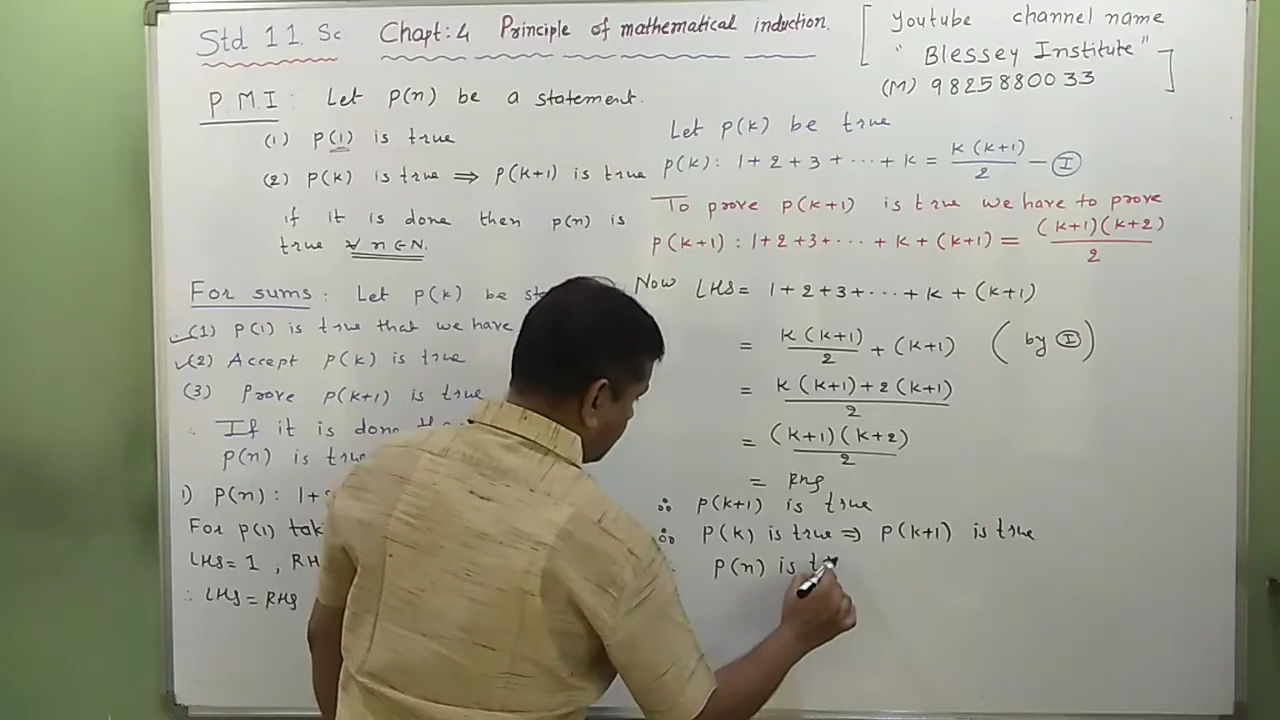 Std 11. Sc Chapt: 4 Principle of mathematical induction.
[ Youtube channel name
" Blessey Institute"
(M) 9825880033 ]
P.M.I : Let P(n) be a statement.
(1) P(1) is true
(2) P(k) is true ⟹ P(k+1) is true
if it is done then P(n) is
true ∀ n ∈ N.
For sums : Let P(k) be
(1) P(1) is true that we have
(2) Accept P(k) is true
(3) Prove P(k+1) is true
∴ If it is done
P(n) is true
1) P(n) : 1+
For P(1)
LHS = 1 ,
∴ LHS = RHS
Let P(k) be true
P(k) : 1 + 2 + 3 + ... + k = k(k+1)/2 — (I)
To prove P(k+1) is true we have to prove
P(k+1) : 1+2+3+ ... + k + (k+1) = (k+1)(k+2)/2
Now LHS = 1+2+3+ ... + k + (k+1)
= k(k+1)/2 + (k+1) (by (I))
= k(k+1)+2(k+1)/2
= (k+1)(k+2)/2
= RHS
∴ P(k+1) is true
∴ P(k) is true ⟹ P(k+1) is true
P(n) is